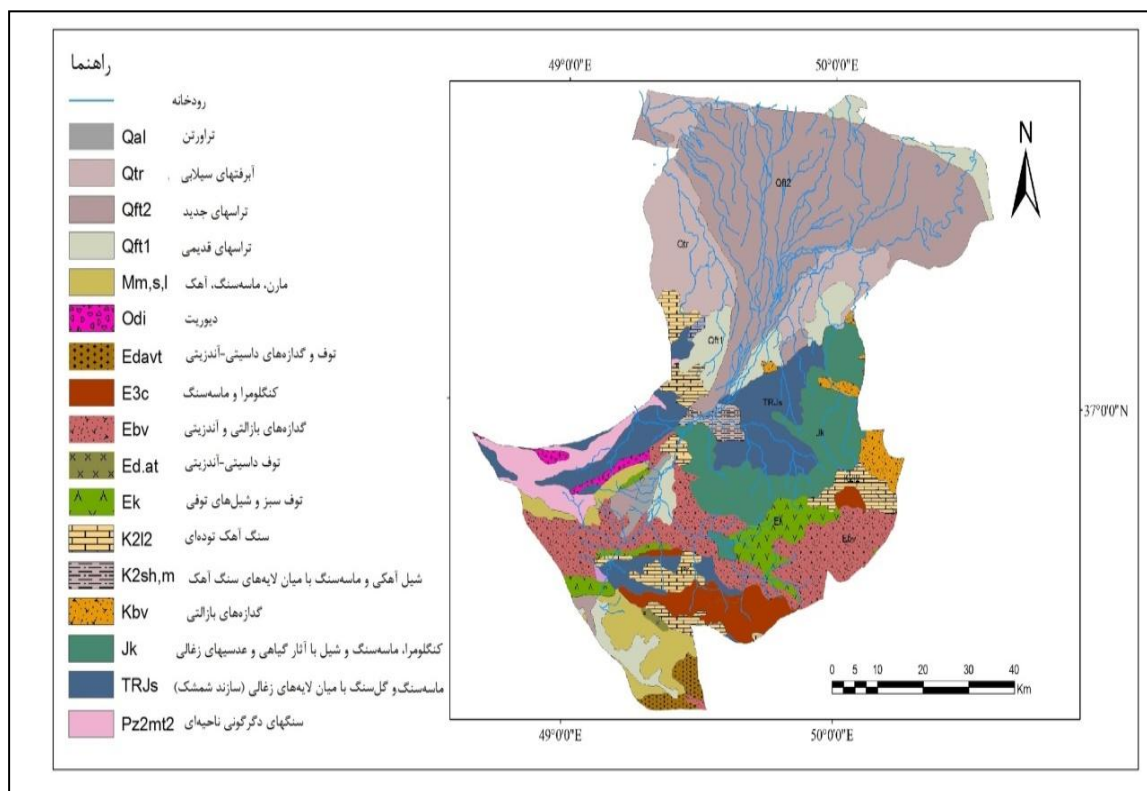 راهنما
رودخانه
Qal تراورتن
Qtr آبرفتهای سیلابی
Qft2 تراسهای جدید
Qft1 تراسهای قدیمی
Mm,s,l مارن، ماسه‌سنگ، آهک
Odi دیوریت
Edavt توف و گدازه‌های داسیتی-آندزیتی
E3c کنگلومرا و ماسه‌سنگ
Ebv گدازه‌های بازالتی و آندزیتی
Ed.at توف داسیتی-آندزیتی
Ek توف سبز و شیل‌های توفی
K2l2 سنگ آهک توده‌ای
K2sh,m شیل آهکی و ماسه‌سنگ با میان لایه‌های سنگ آهک
Kbv گدازه‌های بازالتی
Jk کنگلومرا، ماسه‌سنگ و شیل با آثار گیاهی و عدسیهای زغالی
TRJs ماسه‌سنگ و گل‌سنگ با میان لایه‌های زغالی (سازند شمشک)
Pz2mt2 سنگهای دگرگونی ناحیه‌ای
49°0'0"E 50°0'0"E
N
Qft2
Qtr
Qft1
TRJs
37°0'0"N
Jk
Ek
Ebv
0 5 10 20 30 40
Km
49°0'0"E 50°0'0"E